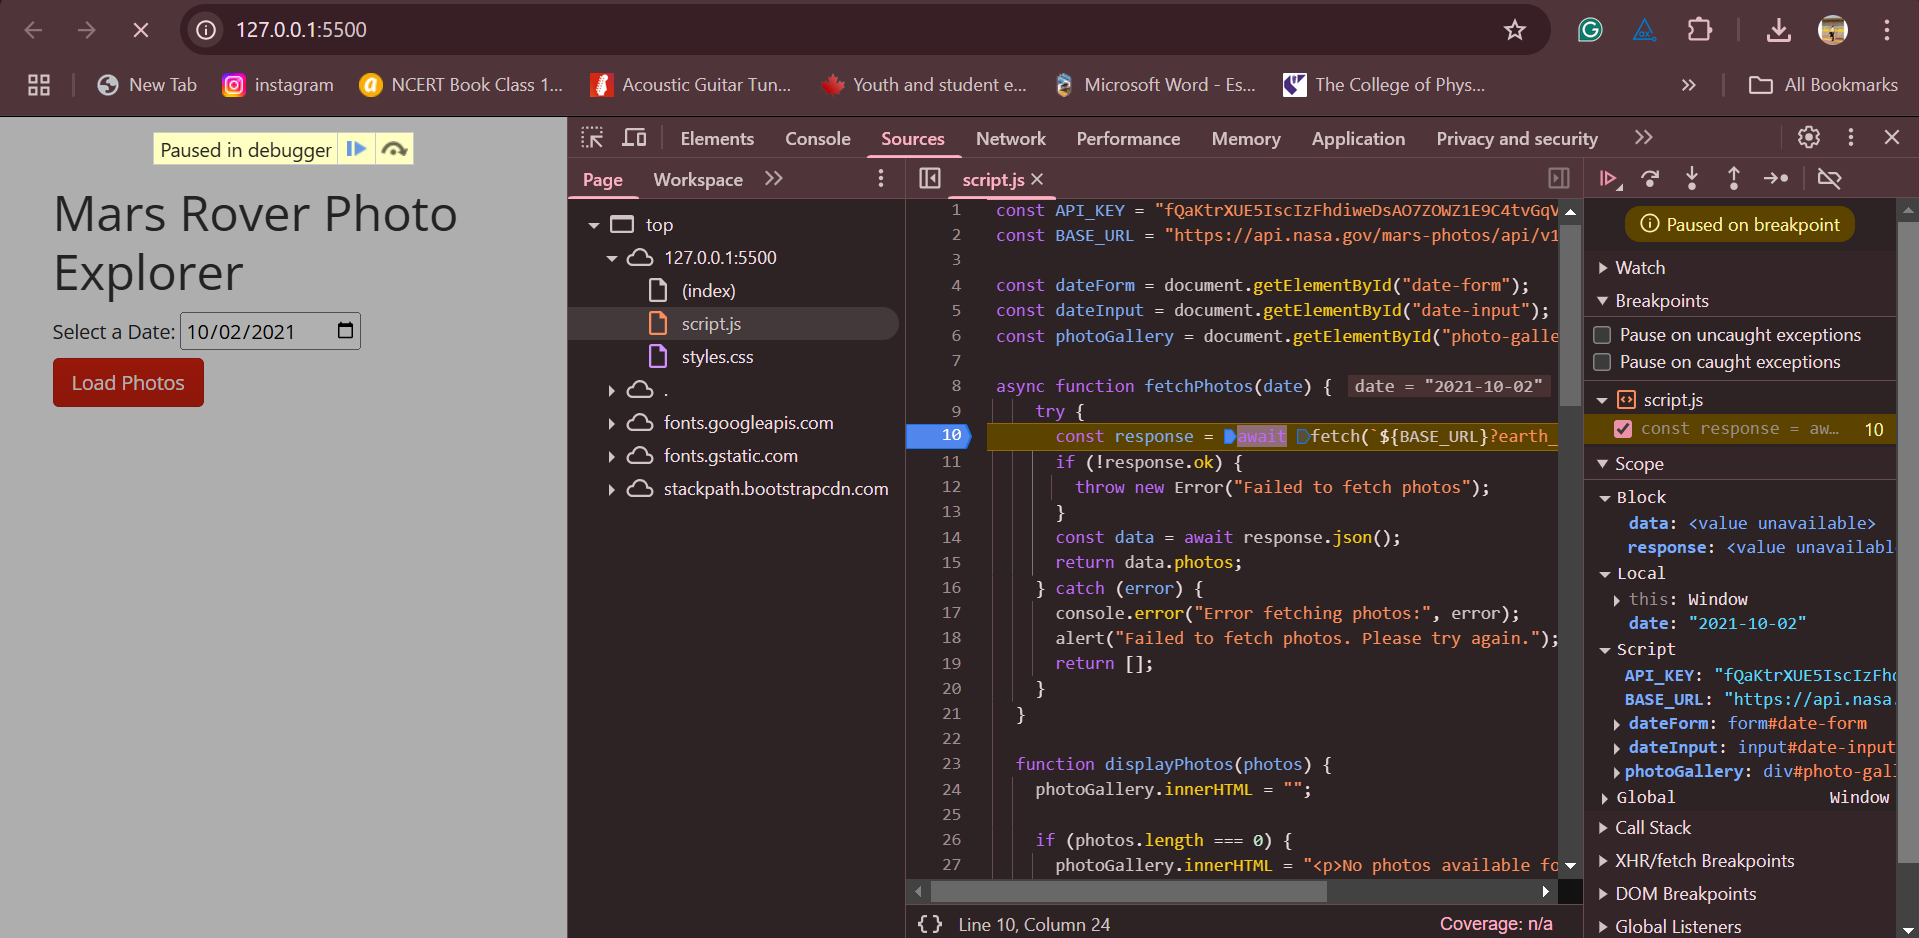 127.0.0.1:5500
New Tab
instagram
NCERT Book Class 1...
Acoustic Guitar Tun...
Youth and student e...
Microsoft Word - Es...
The College of Phys...
All Bookmarks
Paused in debugger
Mars Rover Photo
Explorer
Select a Date: 10/02/2021
Load Photos
Elements
Console
Sources
Network
Performance
Memory
Application
Privacy and security
Page
Workspace
top
127.0.0.1:5500
(index)
script.js
styles.css
.
fonts.googleapis.com
fonts.gstatic.com
stackpath.bootstrapcdn.com
script.js
1 const API_KEY = "fQaKtrXUE5IscIzFhdiweDsAO7ZOWZ1E9C4tvGqV
2 const BASE_URL = "https://api.nasa.gov/mars-photos/api/v1
3
4 const dateForm = document.getElementById("date-form");
5 const dateInput = document.getElementById("date-input");
6 const photoGallery = document.getElementById("photo-galle
7
8 async function fetchPhotos(date) { date = "2021-10-02"
9 try {
10 const response = await fetch(`${BASE_URL}?earth_
11 if (!response.ok) {
12 throw new Error("Failed to fetch photos");
13 }
14 const data = await response.json();
15 return data.photos;
16 } catch (error) {
17 console.error("Error fetching photos:", error);
18 alert("Failed to fetch photos. Please try again.");
19 return [];
20 }
21 }
22
23 function displayPhotos(photos) {
24 photoGallery.innerHTML = "";
25
26 if (photos.length === 0) {
27 photoGallery.innerHTML = "<p>No photos available fo
{ } Line 10, Column 24
Coverage: n/a
Paused on breakpoint
Watch
Breakpoints
Pause on uncaught exceptions
Pause on caught exceptions
script.js
const response = aw... 10
Scope
Block
data: <value unavailable>
response: <value unavailabl
Local
this: Window
date: "2021-10-02"
Script
API_KEY: "fQaKtrXUE5IscIzFhd
BASE_URL: "https://api.nasa.
dateForm: form#date-form
dateInput: input#date-input
photoGallery: div#photo-gall
Global Window
Call Stack
XHR/fetch Breakpoints
DOM Breakpoints
Global Listeners